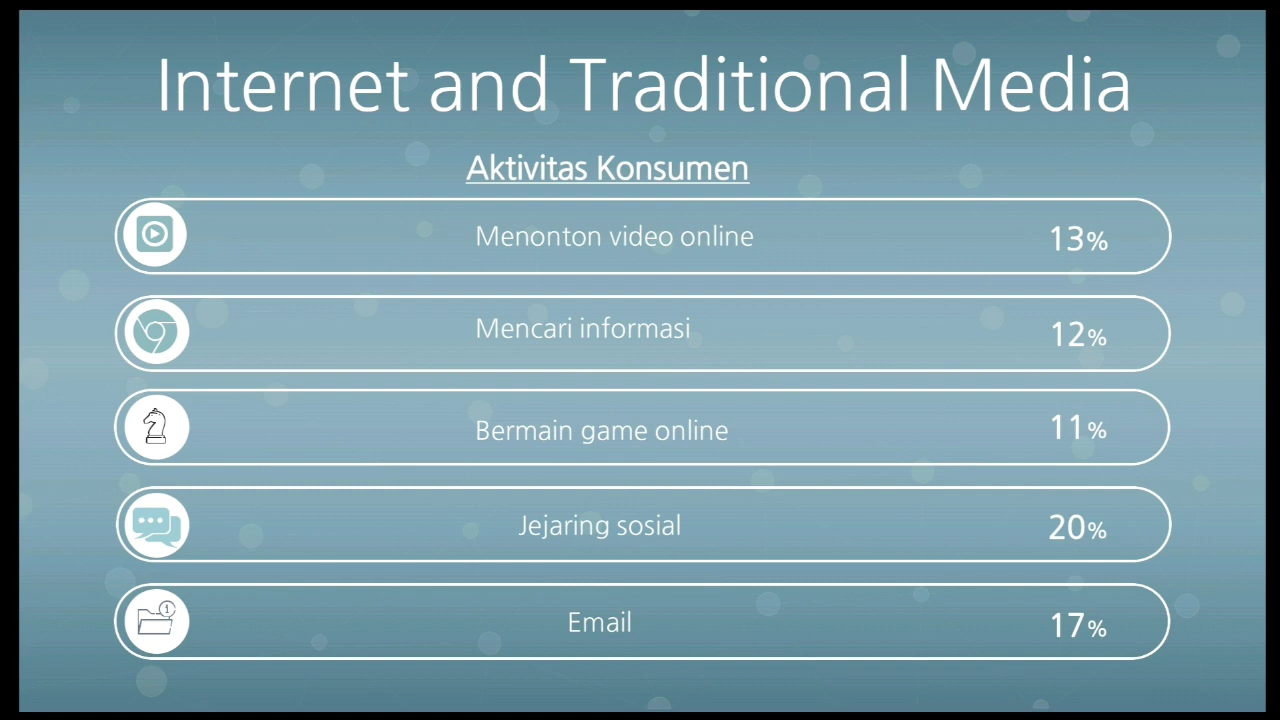 Internet and Traditional Media
Aktivitas Konsumen
Menonton video online 13%
Mencari informasi 12%
Bermain game online 11%
Jejaring sosial 20%
Email 17%